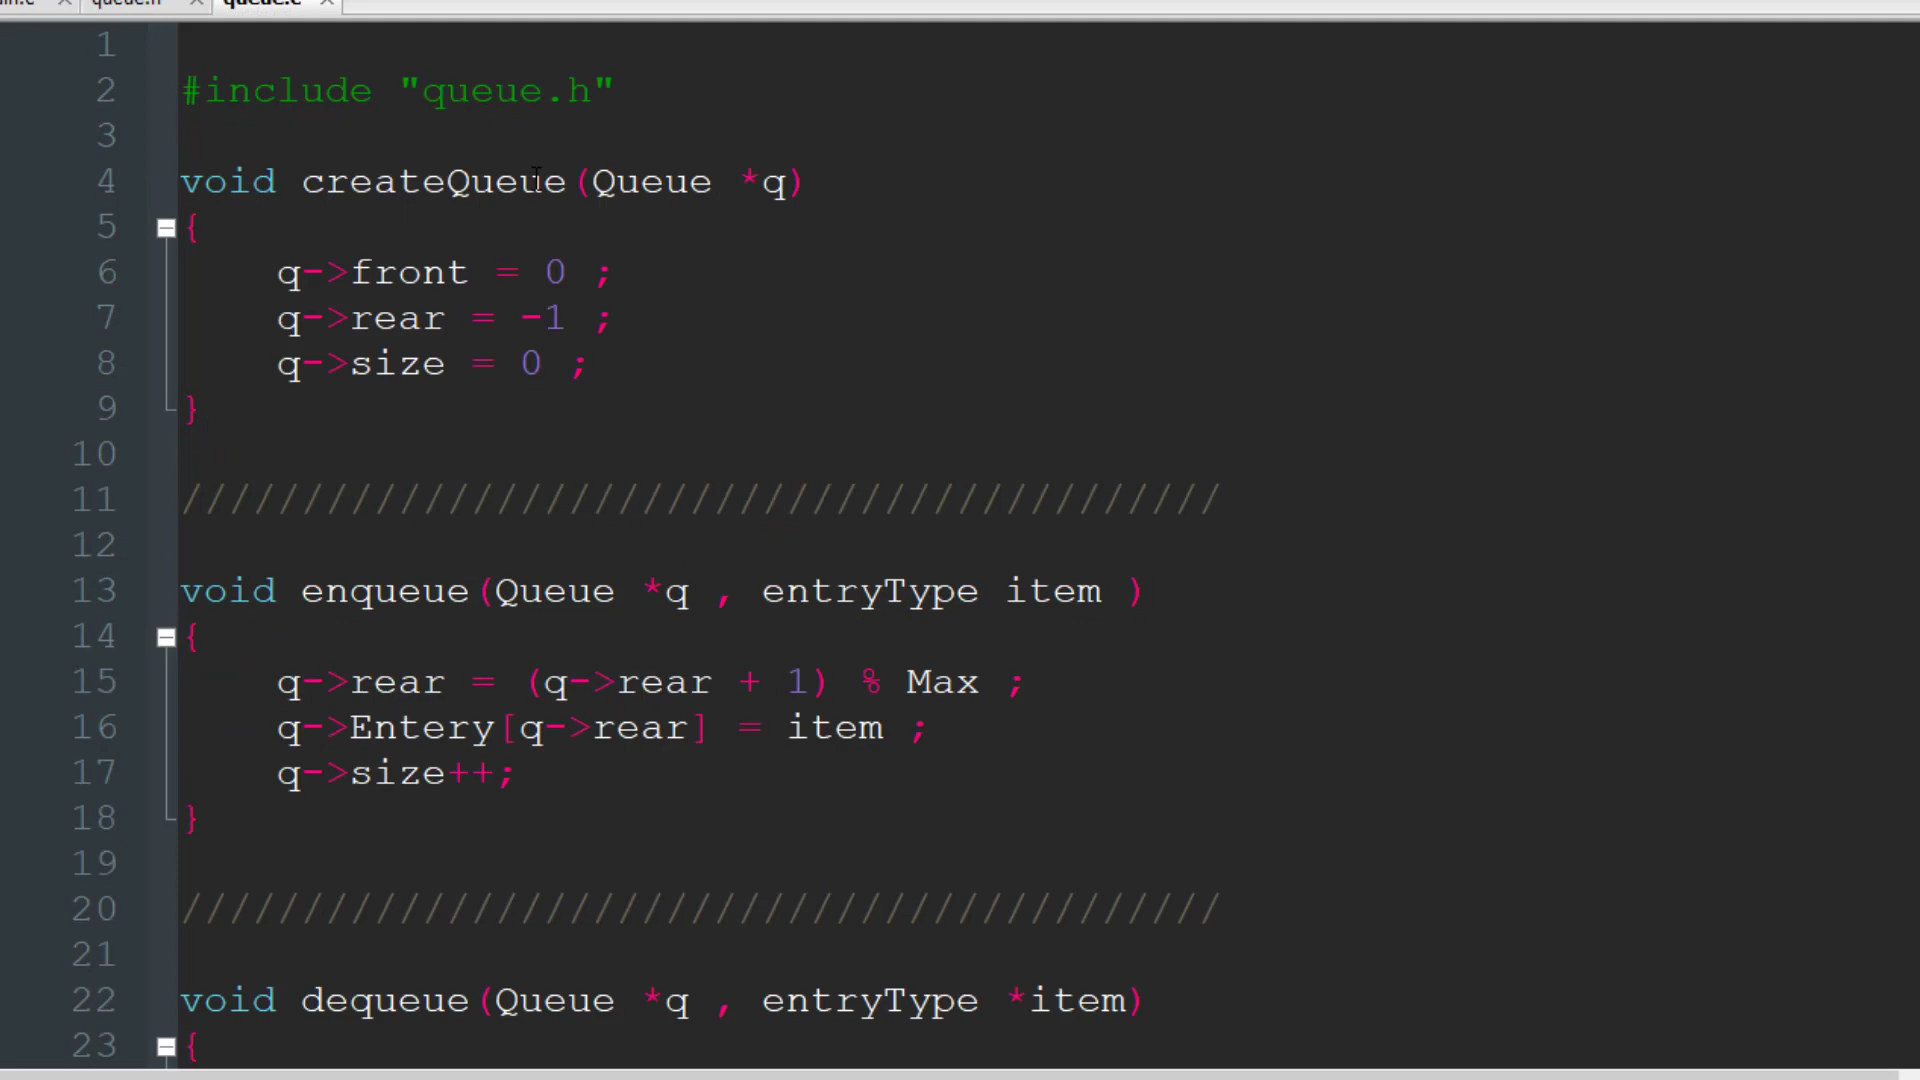 queue.h queue.c
1
2 #include "queue.h"
3
4 void createQueue(Queue *q)
5 {
6 q->front = 0 ;
7 q->rear = -1 ;
8 q->size = 0 ;
9 }
10
11 ///////////////////////////////////////////
12
13 void enqueue(Queue *q , entryType item )
14 {
15 q->rear = (q->rear + 1) % Max ;
16 q->Entery[q->rear] = item ;
17 q->size++;
18 }
19
20 ///////////////////////////////////////////
21
22 void dequeue(Queue *q , entryType *item)
23 {